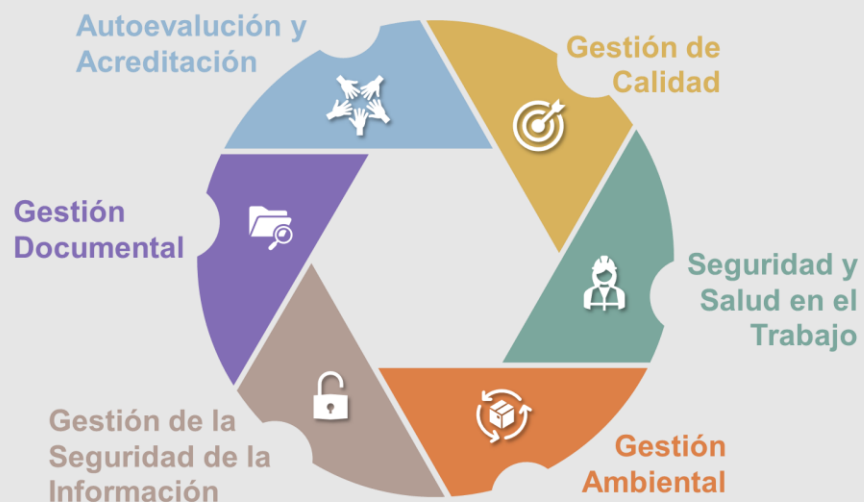 Autoevalución y
Acreditación
Gestión de
Calidad
Gestión
Documental
Seguridad y
Salud en el
Trabajo
Gestión de la
Seguridad de la
Información
Gestión
Ambiental